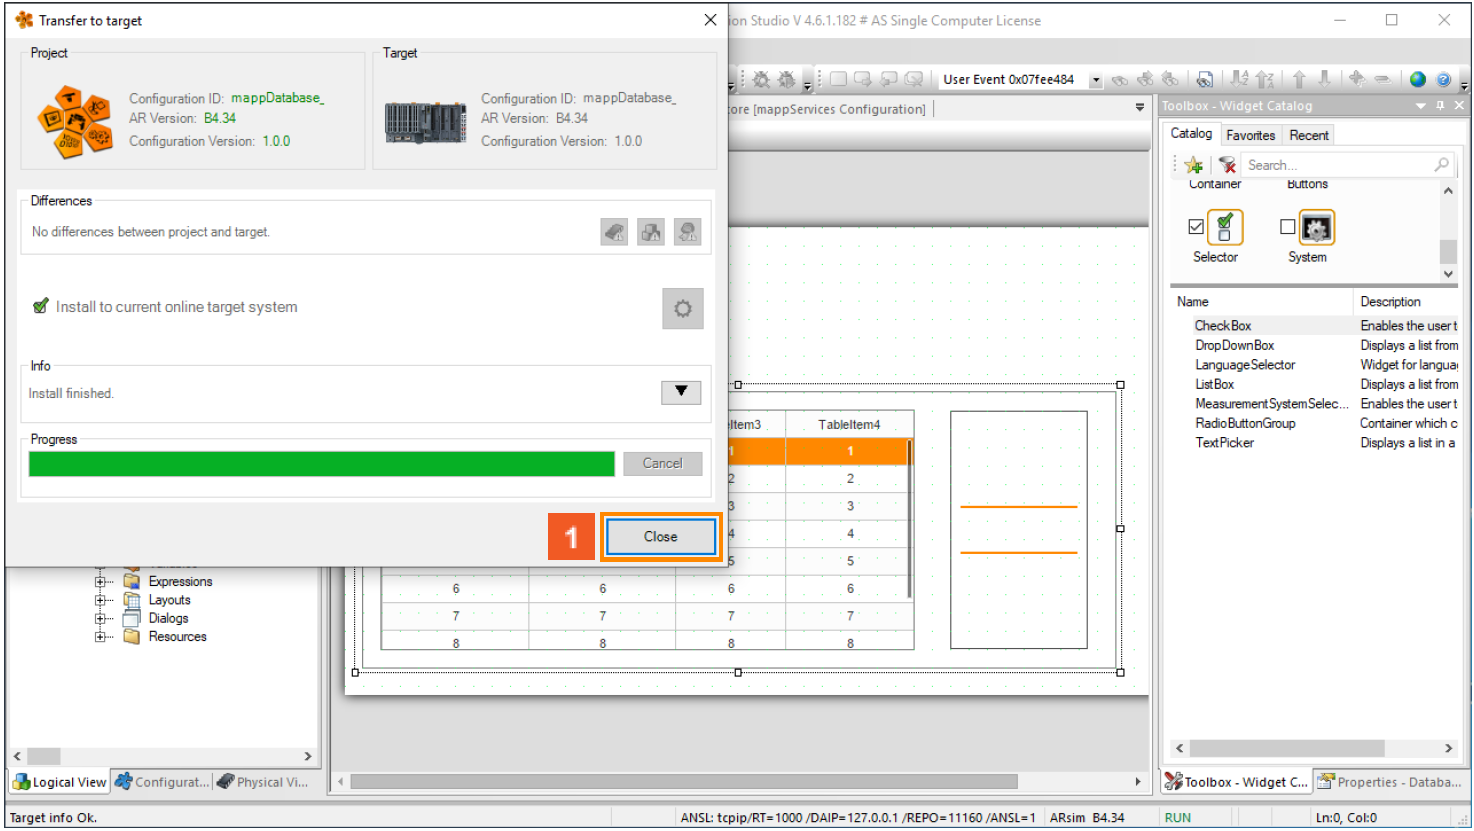 Transfer to target
ion Studio V 4.6.1.182 # AS Single Computer License
Project
Configuration ID: mappDatabase_
AR Version: B4.34
Configuration Version: 1.0.0
Target
Configuration ID: mappDatabase_
AR Version: B4.34
Configuration Version: 1.0.0
User Event 0x07fee484
ore [mappServices Configuration]
Toolbox - Widget Catalog
Catalog Favorites Recent
Search...
Container Buttons
Selector System
Differences
No differences between project and target.
Install to current online target system
Info
Install finished.
Progress
Cancel
1
Close
Name Description
CheckBox Enables the user t
DropDownBox Displays a list from
LanguageSelector Widget for langua
ListBox Displays a list from
MeasurementSystemSelec... Enables the user t
RadioButtonGroup Container which c
TextPicker Displays a list in a
Item3 TableItem4
1 1
2 2
3 3
4 4
5 5
6 6 6 6
7 7 7 7
8 8 8 8
Expressions
Layouts
Dialogs
Resources
Logical View Configurat... Physical Vi...
Toolbox - Widget C... Properties - Databa...
Target info Ok.
ANSL: tcpip/RT=1000 /DAIP=127.0.0.1 /REPO=11160 /ANSL=1 ARsim B4.34 RUN Ln:0, Col:0